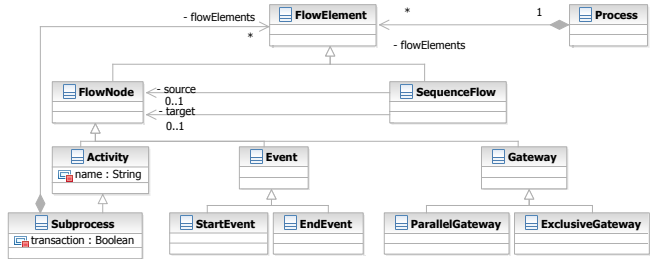 - flowElements
*
FlowElement
*
1
Process
- flowElements
FlowNode
- source
0..1
- target
0..1
SequenceFlow
Activity
name : String
Event
Gateway
Subprocess
transaction : Boolean
StartEvent
EndEvent
ParallelGateway
ExclusiveGateway